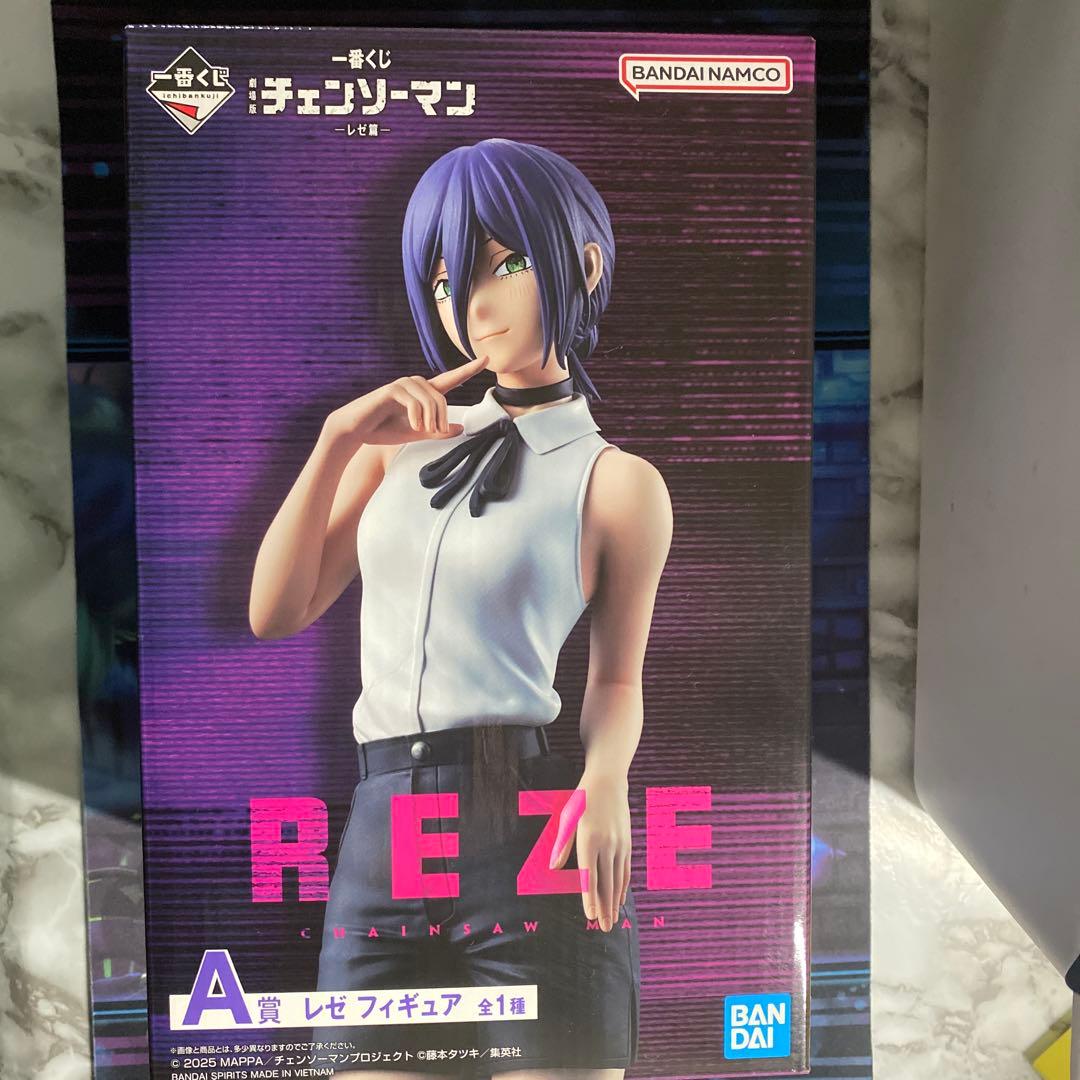 一番くじ
ichibankuji
一番くじ
劇場版 チェンソーマン
―レゼ篇―
BANDAI NAMCO
REZE
CHAINSAW MAN
A賞 レゼ フィギュア 全1種
※画像と商品とは、多少異なりますのでご了承ください。
© 2025 MAPPA／チェンソーマンプロジェクト ©藤本タツキ／集英社
BANDAI SPIRITS MADE IN VIETNAM
BAN
DAI